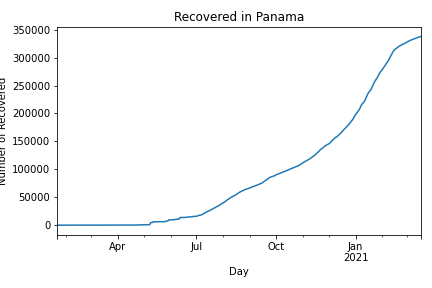 Recovered in Panama
350000
300000
250000
200000
150000
100000
50000
0
Number of Recovered
Apr Jul Oct Jan
2021
Day